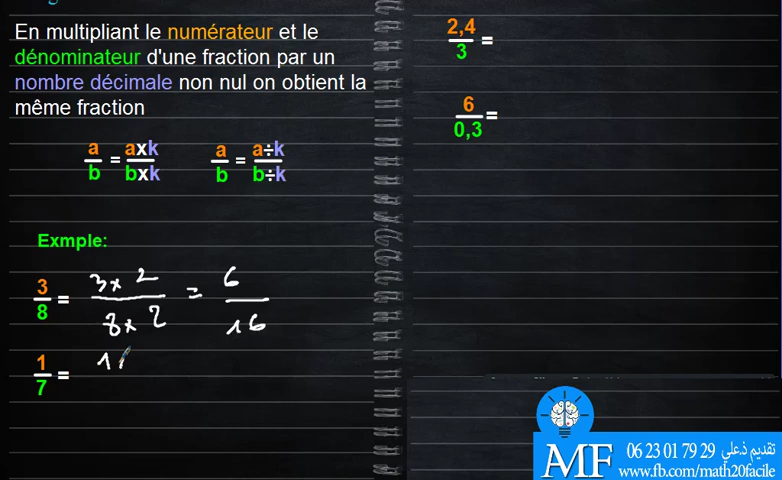 En multipliant le numérateur et le
dénominateur d'une fraction par un
nombre décimale non nul on obtient la
même fraction
a/b = axk/bxk a/b = a÷k/b÷k
Exmple:
3/8 = 3x2/8x2 = 6/16
1/7 = 1
2,4/3 =
6/0,3 =
MF
06 23 01 79 29 تقديم ذ.علي
www.fb.com/math20facile